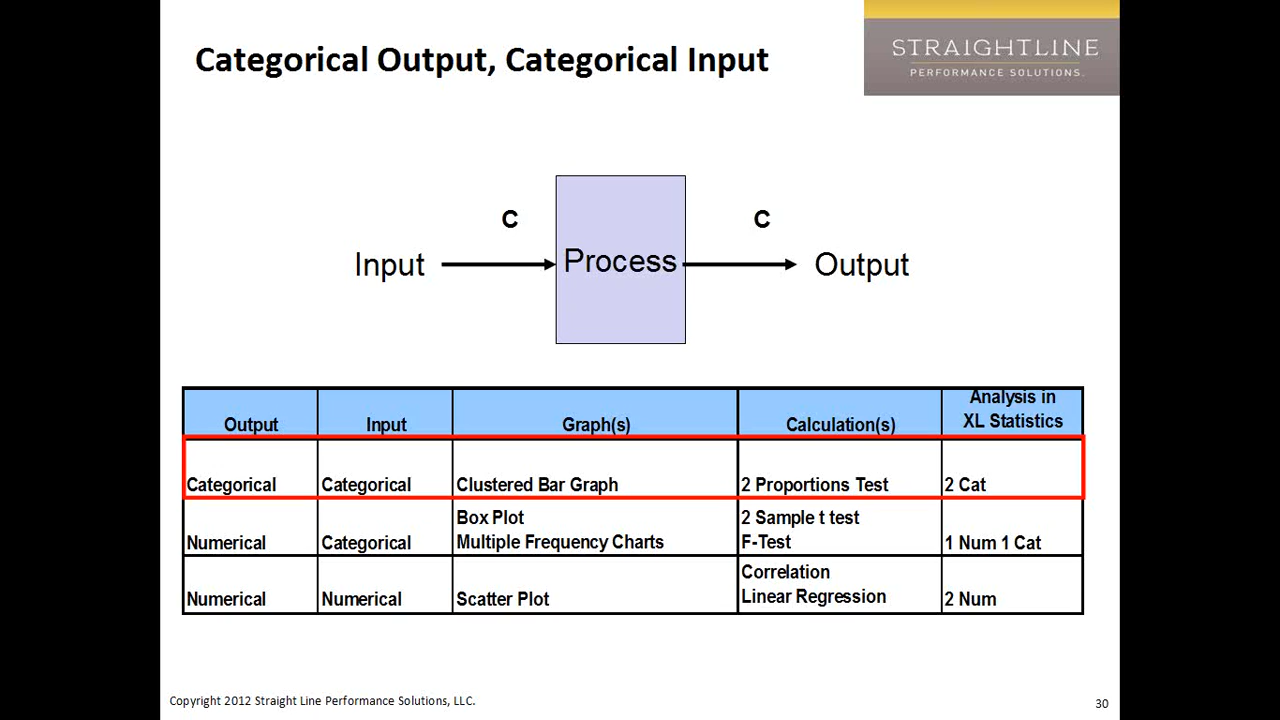 Categorical Output, Categorical Input
STRAIGHTLINE
PERFORMANCE SOLUTIONS.
C
C
Input
Process
Output
Output
Input
Graph(s)
Calculation(s)
Analysis in
XL Statistics
Categorical
Categorical
Clustered Bar Graph
2 Proportions Test
2 Cat
Numerical
Categorical
Box Plot
Multiple Frequency Charts
2 Sample t test
F-Test
1 Num 1 Cat
Numerical
Numerical
Scatter Plot
Correlation
Linear Regression
2 Num
Copyright 2012 Straight Line Performance Solutions, LLC.
30